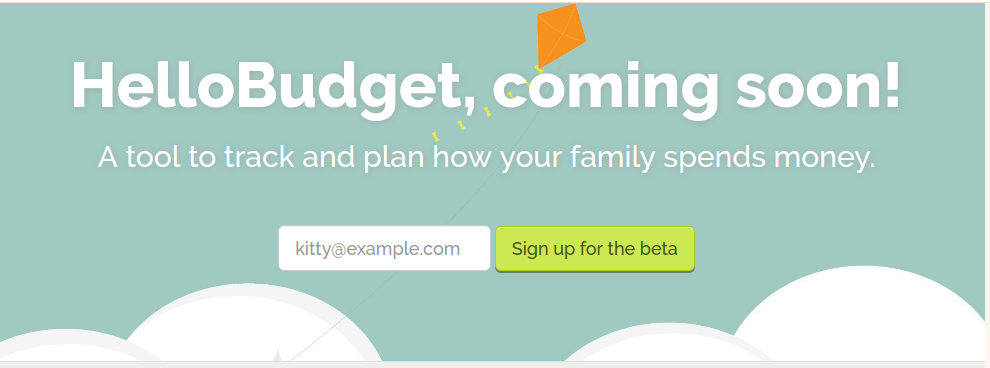 HelloBudget, coming soon!
A tool to track and plan how your family spends money.
kitty@example.com
Sign up for the beta